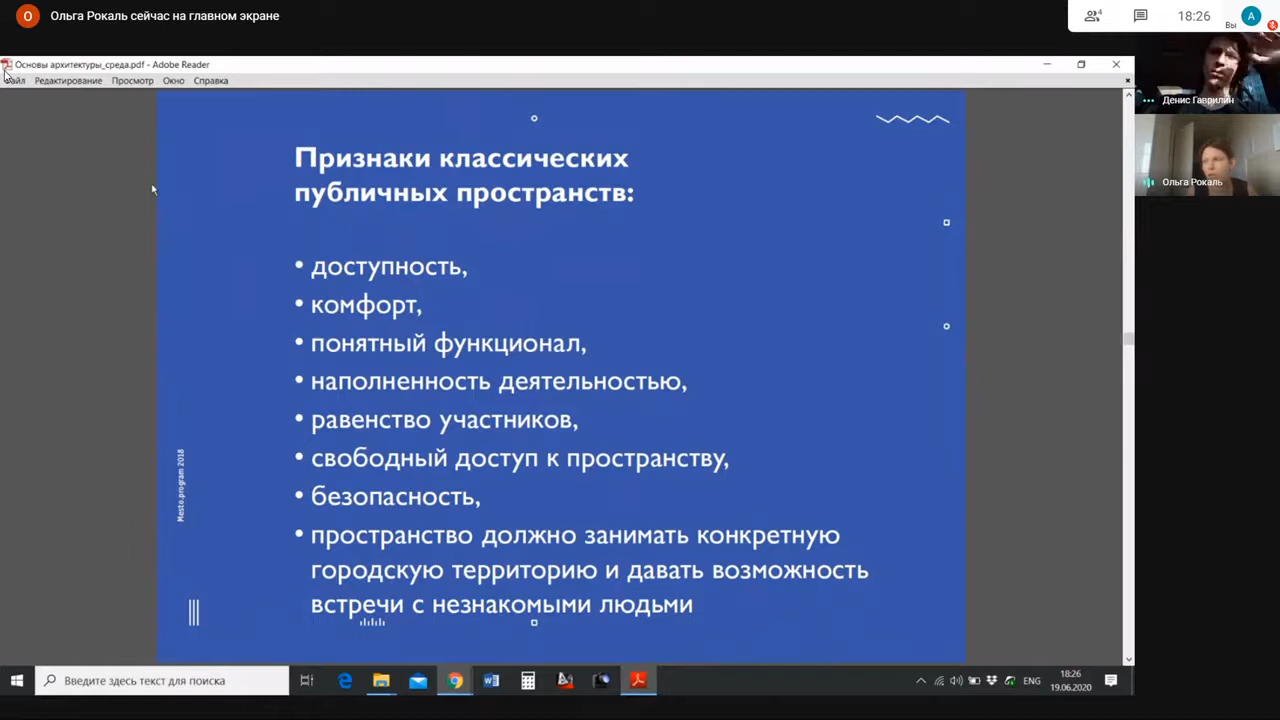 О
Ольга Рокаль сейчас на главном экране
4
18:26
Вы
А
Основы архитектуры_среда.pdf - Adobe Reader
Файл Редактирование Просмотр Окно Справка
Денис Гаврилин
Ольга Рокаль
Признаки классических
публичных пространств:
• доступность,
• комфорт,
• понятный функционал,
• наполненность деятельностью,
• равенство участников,
• свободный доступ к пространству,
• безопасность,
• пространство должно занимать конкретную
городскую территорию и давать возможность
встречи с незнакомыми людьми
Mesto.program 2018
Введите здесь текст для поиска
ENG
18:26
19.06.2020